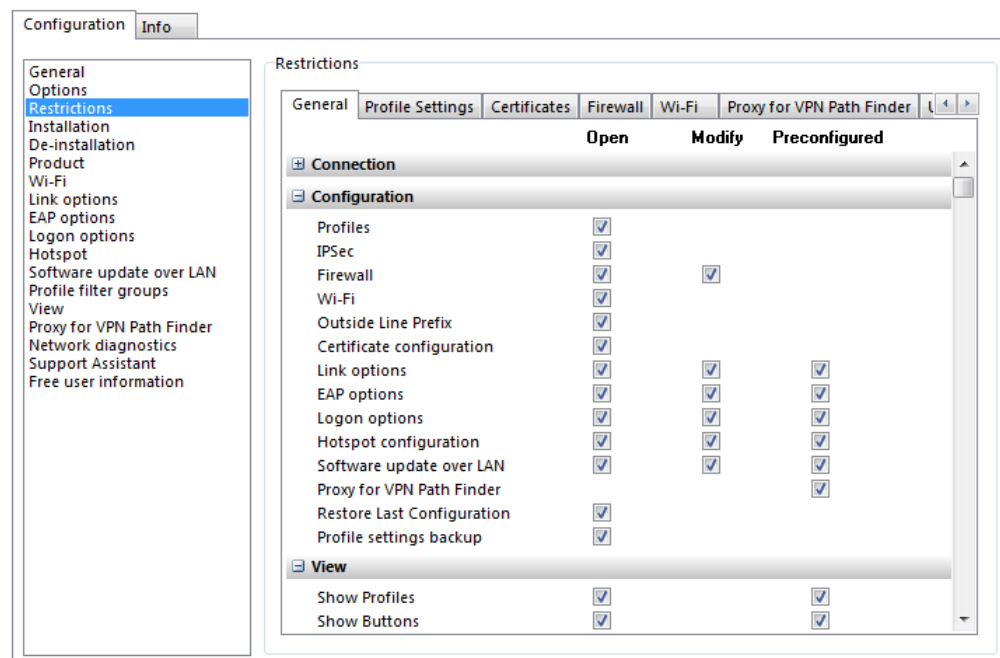 Configuration Info
General
Options
Restrictions
Installation
De-installation
Product
Wi-Fi
Link options
EAP options
Logon options
Hotspot
Software update over LAN
Profile filter groups
View
Proxy for VPN Path Finder
Network diagnostics
Support Assistant
Free user information
Restrictions
General Profile Settings Certificates Firewall Wi-Fi Proxy for VPN Path Finder
Open Modify Preconfigured
Connection
Configuration
Profiles
IPSec
Firewall
Wi-Fi
Outside Line Prefix
Certificate configuration
Link options
EAP options
Logon options
Hotspot configuration
Software update over LAN
Proxy for VPN Path Finder
Restore Last Configuration
Profile settings backup
View
Show Profiles
Show Buttons